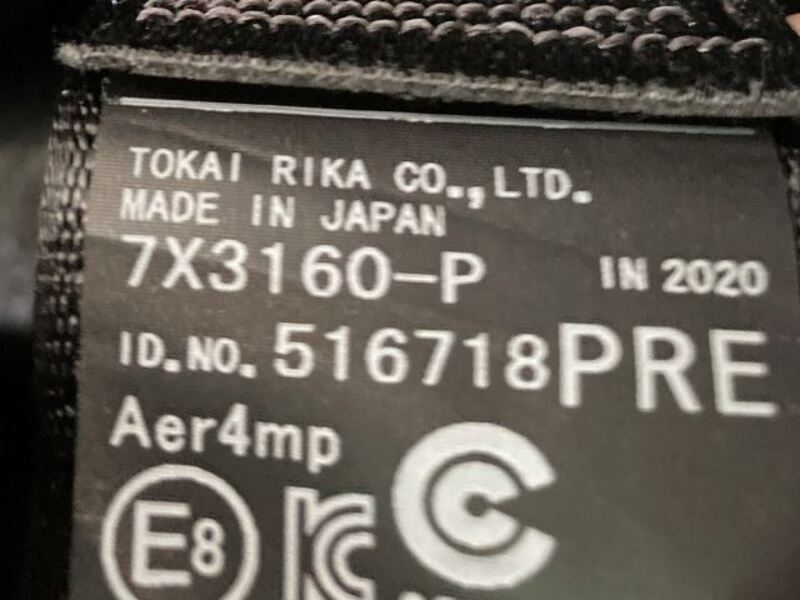 TOKAI RIKA CO.,LTD.
MADE IN JAPAN
7X3160-P IN 2020
ID.NO. 516718PRE
Aer4mp
E8